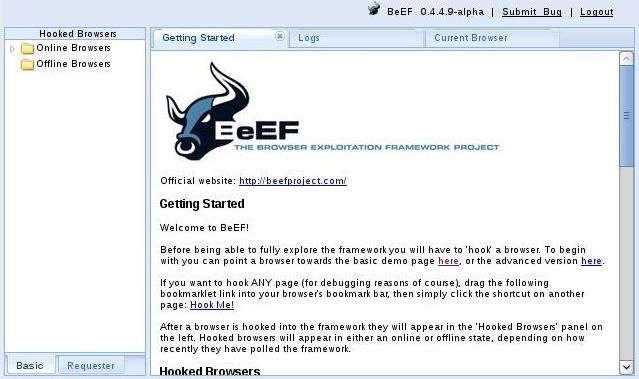 BeEF 0.4.4.9-alpha | Submit Bug | Logout
Hooked Browsers
Online Browsers
Offline Browsers
Basic
Requester
Getting Started
Logs
Current Browser
BeEF
THE BROWSER EXPLOITATION FRAMEWORK PROJECT
Official website: http://beefproject.com/
Getting Started
Welcome to BeEF!
Before being able to fully explore the framework you will have to 'hook' a browser. To begin
with you can point a browser towards the basic demo page here, or the advanced version here.
If you want to hook ANY page (for debugging reasons of course), drag the following
bookmarklet link into your browser's bookmark bar, then simply click the shortcut on another
page: Hook Me!
After a browser is hooked into the framework they will appear in the 'Hooked Browsers' panel on
the left. Hooked browsers will appear in either an online or offline state, depending on how
recently they have polled the framework.
Hooked Browsers